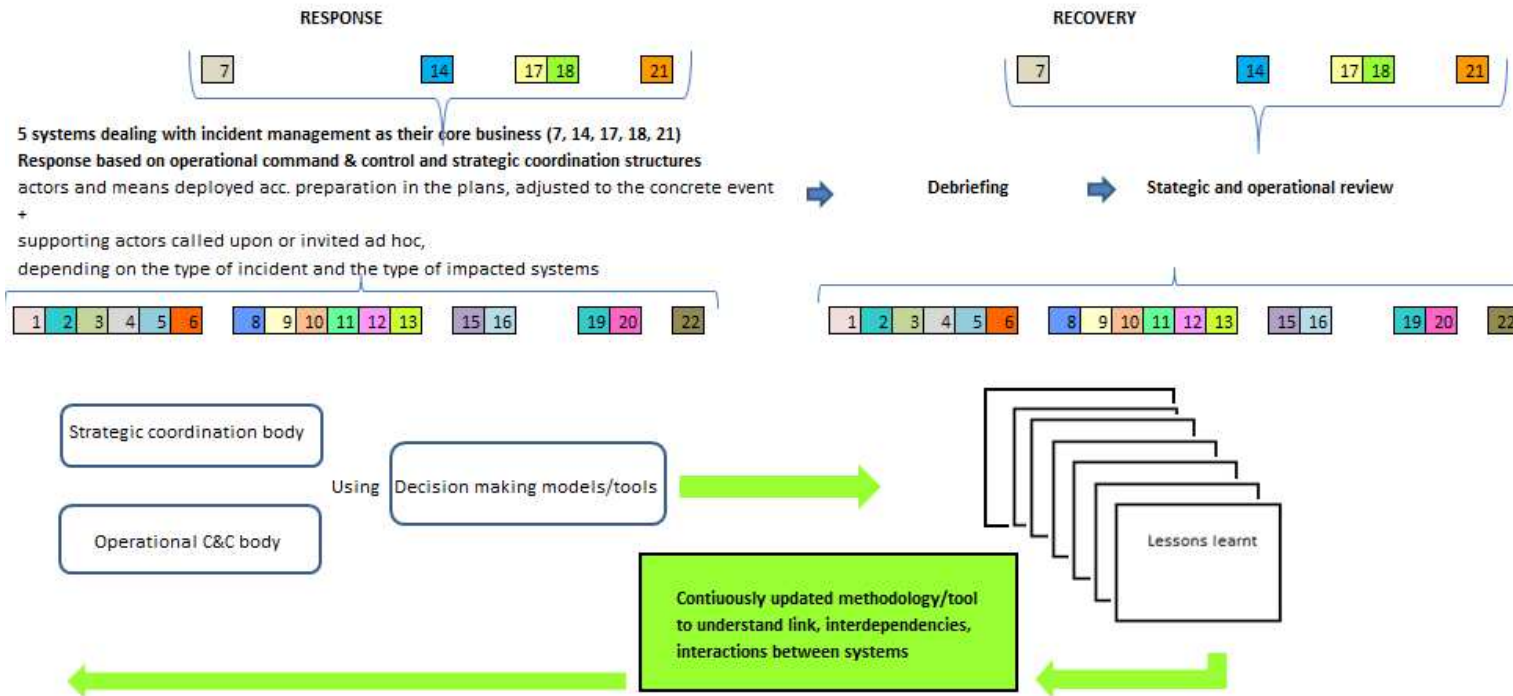 RESPONSE
RECOVERY
7 14 17 18 21
7 14 17 18 21
5 systems dealing with incident management as their core business (7, 14, 17, 18, 21)
Response based on operational command & control and strategic coordination structures
actors and means deployed acc. preparation in the plans, adjusted to the concrete event
+
supporting actors called upon or invited ad hoc,
depending on the type of incident and the type of impacted systems
Debriefing
Stategic and operational review
1 2 3 4 5 6 8 9 10 11 12 13 15 16 19 20 22
1 2 3 4 5 6 8 9 10 11 12 13 15 16 19 20 22
Strategic coordination body
Operational C&C body
Using
Decision making models/tools
Lessons learnt
Contiuously updated methodology/tool
to understand link, interdependencies,
interactions between systems